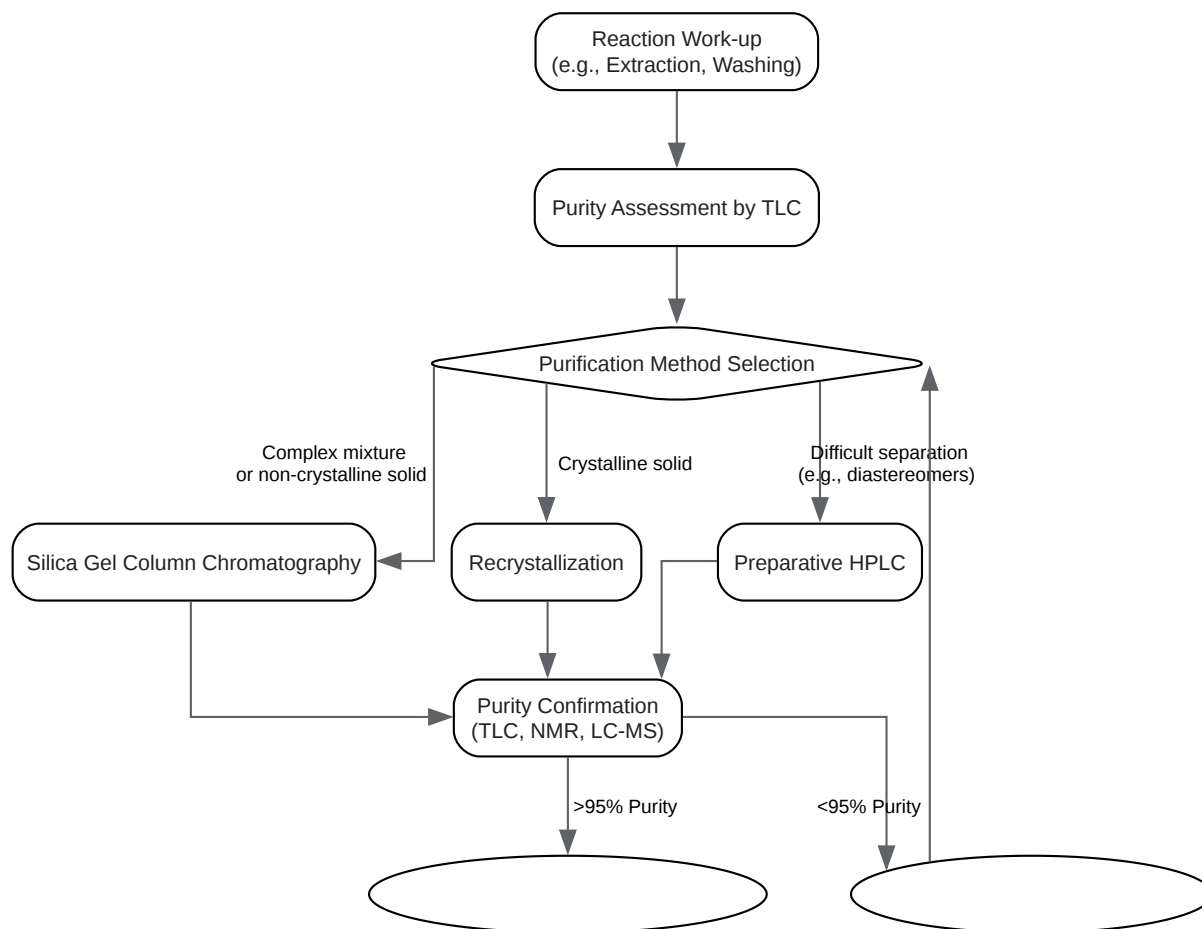 Reaction Work-up
(e.g., Extraction, Washing)
Purity Assessment by TLC
Purification Method Selection
Complex mixture
or non-crystalline solid
Crystalline solid
Difficult separation
(e.g., diastereomers)
Silica Gel Column Chromatography
Recrystallization
Preparative HPLC
Purity Confirmation
(TLC, NMR, LC-MS)
>95% Purity
<95% Purity